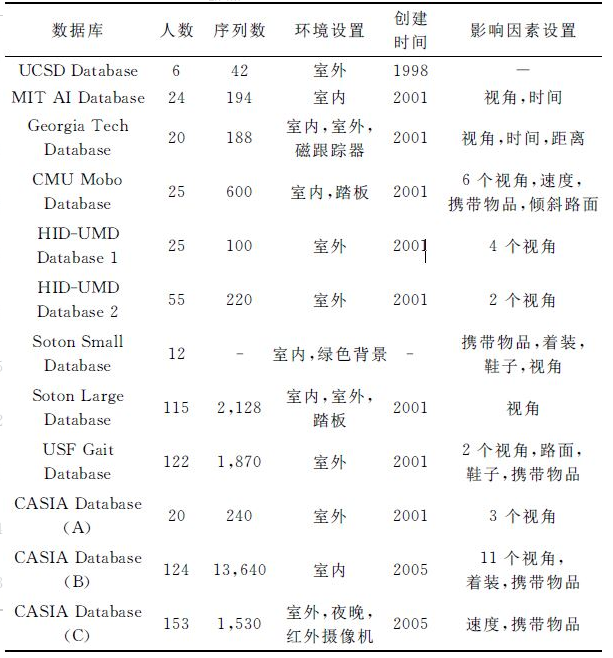 数据库 人数 序列数 环境设置 创建时间 影响因素设置
UCSD Database 6 42 室外 1998 —
MIT AI Database 24 194 室内 2001 视角,时间
Georgia Tech Database 20 188 室内,室外,磁跟踪器 2001 视角,时间,距离
CMU Mobo Database 25 600 室内,踏板 2001 6 个视角,速度,携带物品,倾斜路面
HID-UMD Database 1 25 100 室外 2001 4 个视角
HID-UMD Database 2 55 220 室外 2001 2 个视角
Soton Small Database 12 - 室内,绿色背景 - 携带物品,着装,鞋子,视角
Soton Large Database 115 2,128 室内,室外,踏板 2001 视角
USF Gait Database 122 1,870 室外 2001 2 个视角,路面,鞋子,携带物品
CASIA Database (A) 20 240 室外 2001 3 个视角
CASIA Database (B) 124 13,640 室内 2005 11 个视角,着装,携带物品
CASIA Database (C) 153 1,530 室外,夜晚,红外摄像机 2005 速度,携带物品